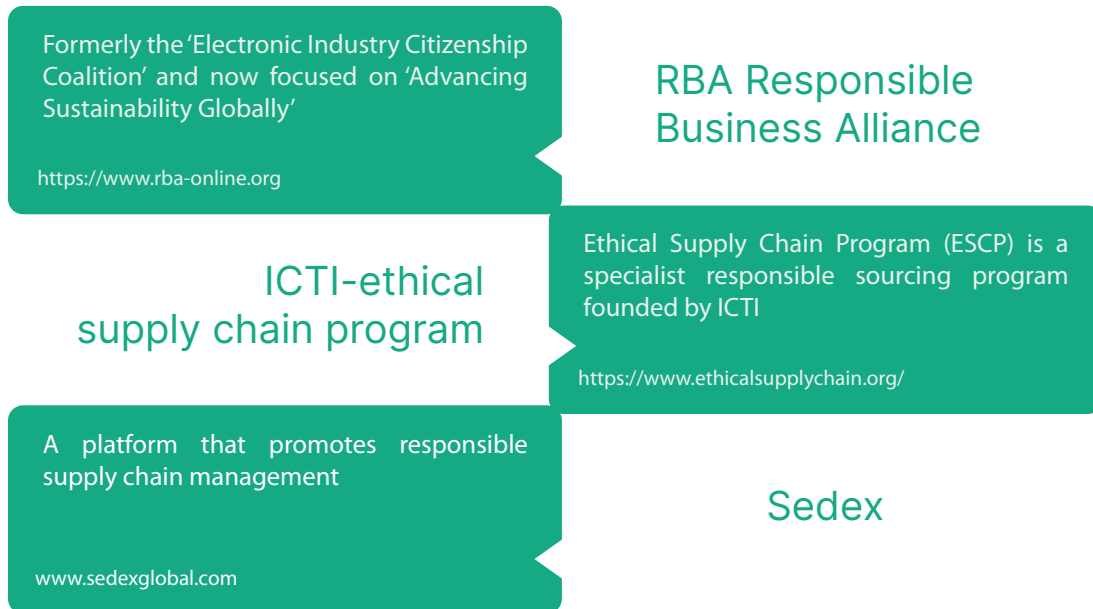 Formerly the ‘Electronic Industry Citizenship
Coalition’ and now focused on ‘Advancing
Sustainability Globally’
https://www.rba-online.org
RBA Responsible
Business Alliance
ICTI-ethical
supply chain program
Ethical Supply Chain Program (ESCP) is a
specialist responsible sourcing program
founded by ICTI
https://www.ethicalsupplychain.org/
A platform that promotes responsible
supply chain management
www.sedexglobal.com
Sedex